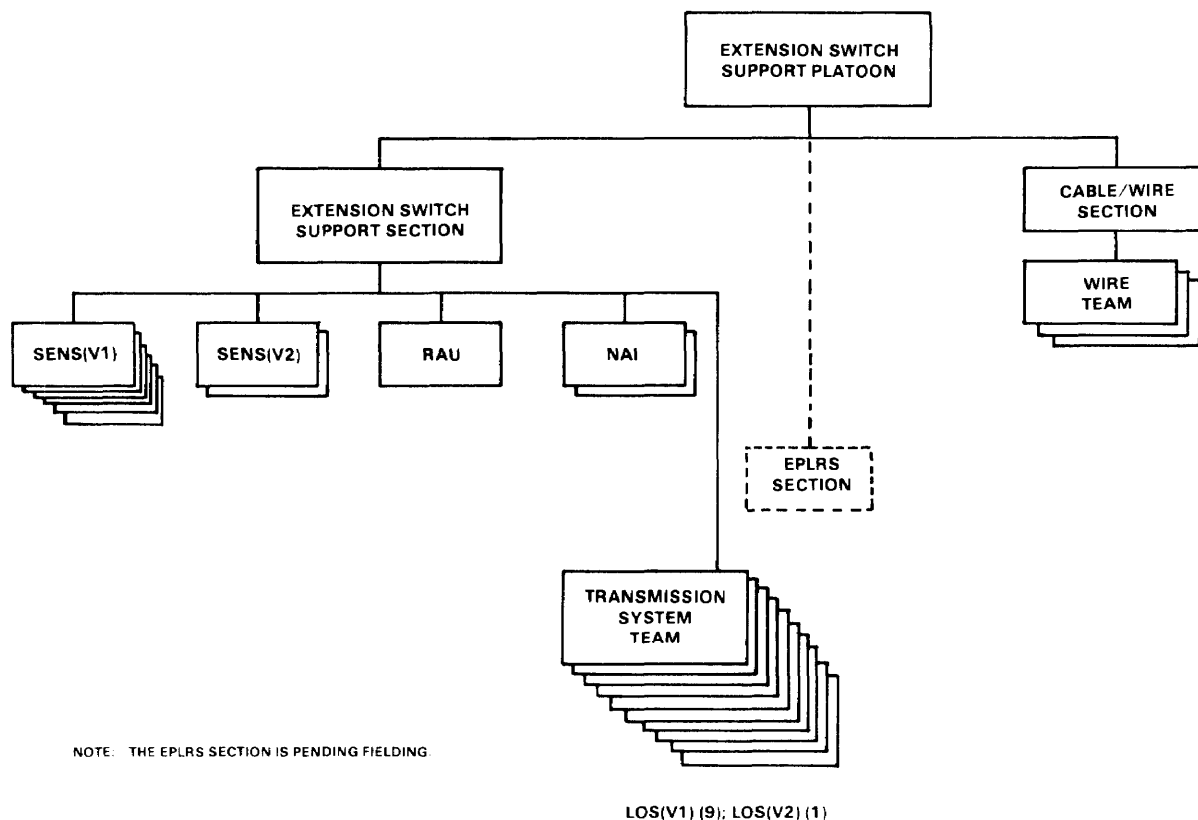 EXTENSION SWITCH
SUPPORT PLATOON
EXTENSION SWITCH
SUPPORT SECTION
CABLE/WIRE
SECTION
WIRE
TEAM
SENS(V1)
SENS(V2)
RAU
NAI
EPLRS
SECTION
TRANSMISSION
SYSTEM
TEAM
NOTE: THE EPLRS SECTION IS PENDING FIELDING.
LOS(V1) (9); LOS(V2) (1)